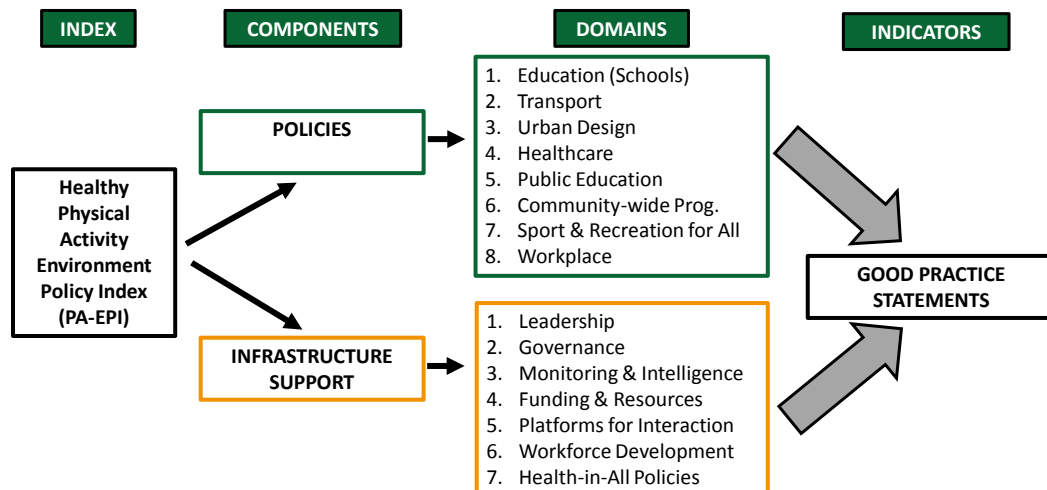 INDEX
COMPONENTS
DOMAINS
INDICATORS
Healthy
Physical
Activity
Environment
Policy Index
(PA-EPI)
POLICIES
1. Education (Schools)
2. Transport
3. Urban Design
4. Healthcare
5. Public Education
6. Community-wide Prog.
7. Sport & Recreation for All
8. Workplace
INFRASTRUCTURE
SUPPORT
1. Leadership
2. Governance
3. Monitoring & Intelligence
4. Funding & Resources
5. Platforms for Interaction
6. Workforce Development
7. Health-in-All Policies
GOOD PRACTICE
STATEMENTS